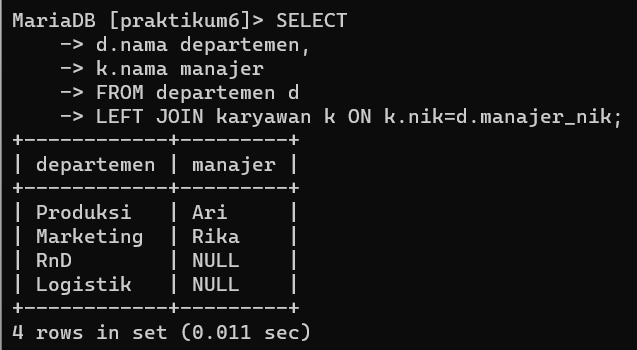 MariaDB [praktikum6]> SELECT
    -> d.nama departemen,
    -> k.nama manajer
    -> FROM departemen d
    -> LEFT JOIN karyawan k ON k.nik=d.manajer_nik;
+------------+---------+
| departemen | manajer |
+------------+---------+
| Produksi   | Ari     |
| Marketing  | Rika    |
| RnD        | NULL    |
| Logistik   | NULL    |
+------------+---------+
4 rows in set (0.011 sec)